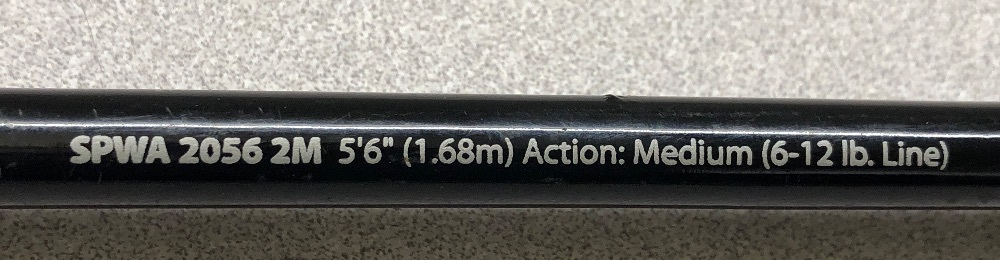 SPWA 2056 2M 5'6" (1.68m) Action: Medium (6-12 lb. Line)